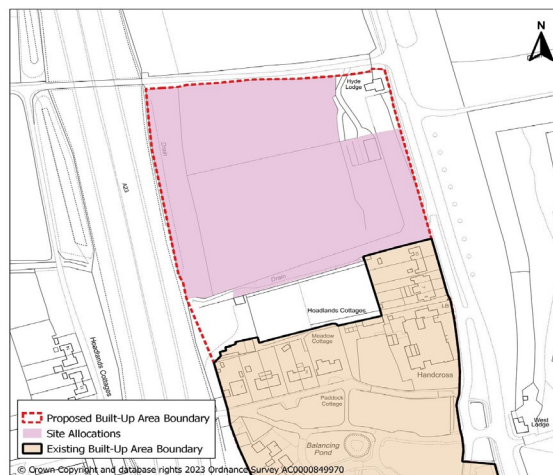 N
Hyde
Lodge
Drain
A23
Drain
Hoadlands Cottages
LB
Meadow
Cottage
Handcross
Hoadlands Cottages
Paddock
Cottage
West
Lodge
Balancing
Pond
Proposed Built-Up Area Boundary
Site Allocations
Existing Built-Up Area Boundary
© Crown Copyright and database rights 2023 Ordnance Survey AC0000849970